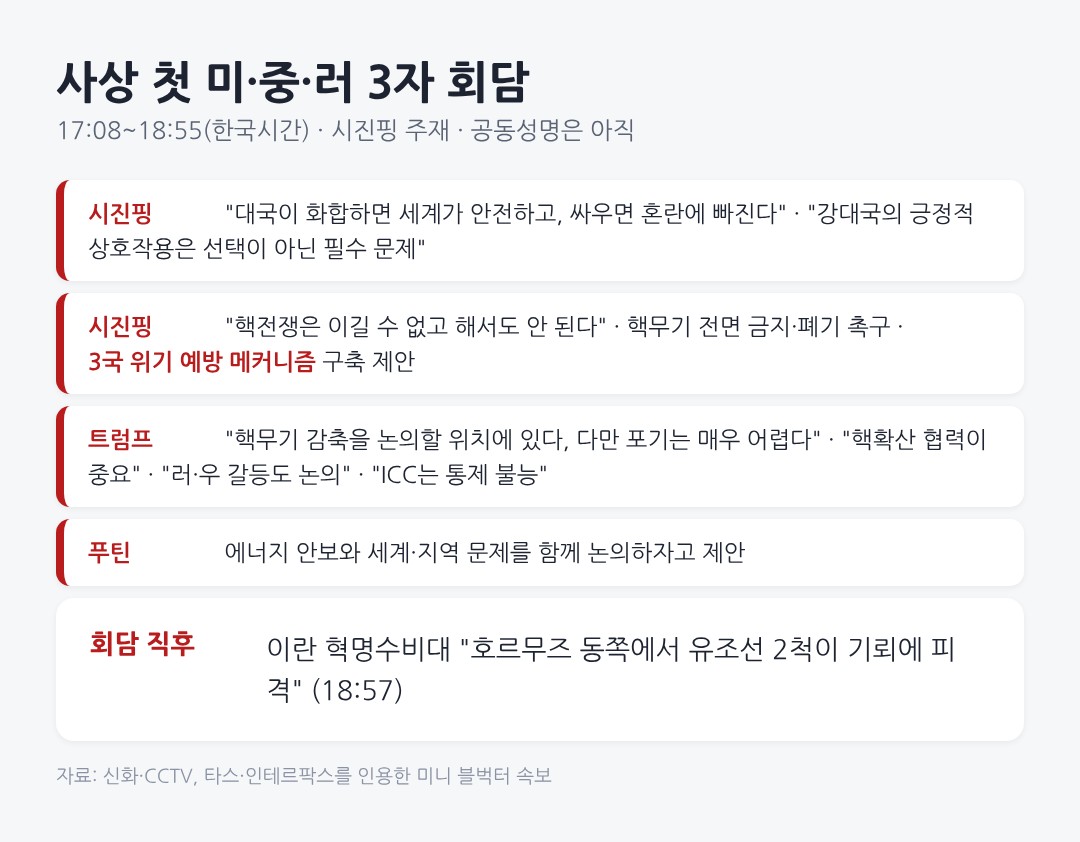 사상 첫 미·중·러 3자 회담
17:08~18:55(한국시간) · 시진핑 주재 · 공동성명은 아직
시진핑 "대국이 화합하면 세계가 안전하고, 싸우면 혼란에 빠진다" · "강대국의 긍정적
상호작용은 선택이 아닌 필수 문제"
시진핑 "핵전쟁은 이길 수 없고 해서도 안 된다" · 핵무기 전면 금지·폐기 촉구 ·
3국 위기 예방 메커니즘 구축 제안
트럼프 "핵무기 감축을 논의할 위치에 있다, 다만 포기는 매우 어렵다" · "핵확산 협력이
중요" · "러·우 갈등도 논의" · "ICC는 통제 불능"
푸틴 에너지 안보와 세계·지역 문제를 함께 논의하자고 제안
회담 직후 이란 혁명수비대 "호르무즈 동쪽에서 유조선 2척이 기뢰에 피
격" (18:57)
자료: 신화·CCTV, 타스·인테르팍스를 인용한 미니 블벅터 속보